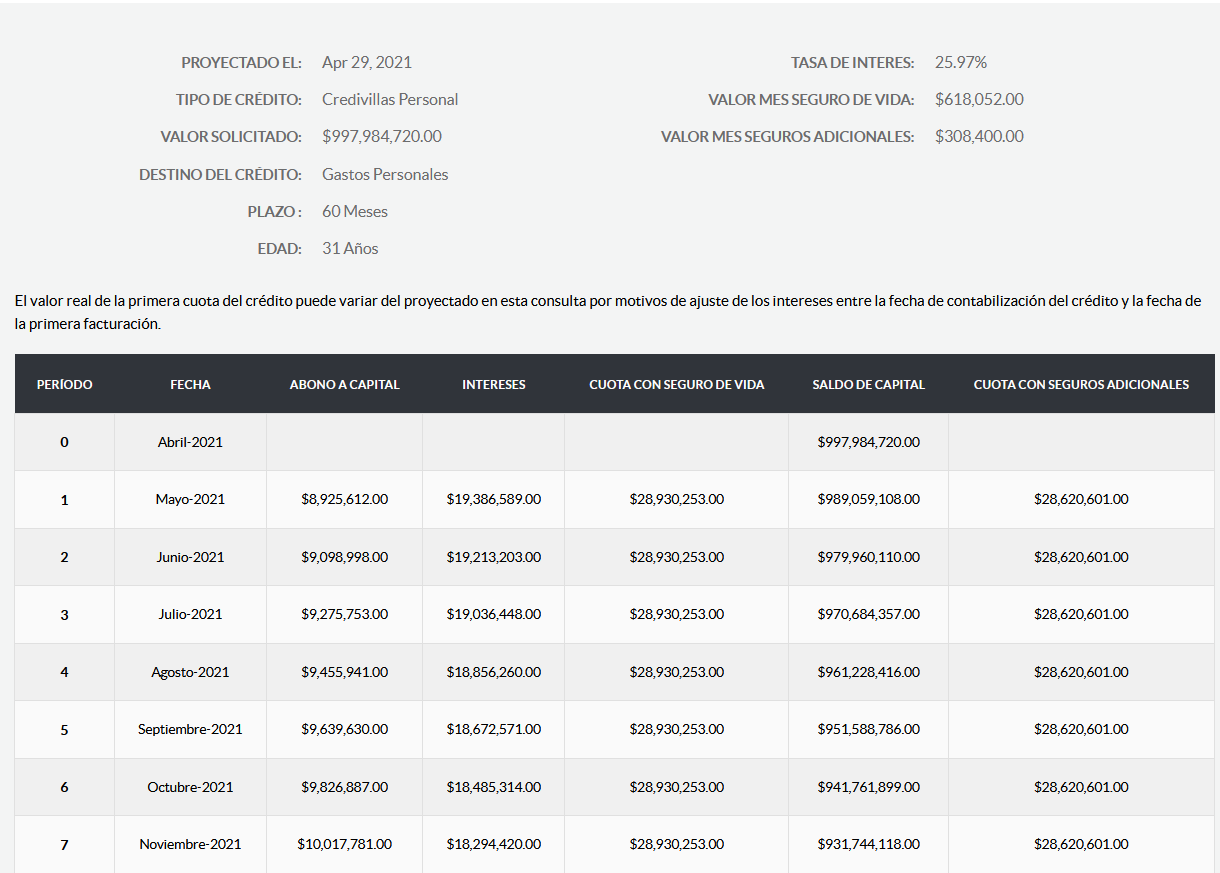 PROYECTADO EL: Apr 29, 2021 TASA DE INTERES: 25.97%
TIPO DE CRÉDITO: Credivillas Personal VALOR MES SEGURO DE VIDA: $618,052.00
VALOR SOLICITADO: $997,984,720.00 VALOR MES SEGUROS ADICIONALES: $308,400.00
DESTINO DEL CRÉDITO: Gastos Personales
PLAZO : 60 Meses
EDAD: 31 Años
El valor real de la primera cuota del crédito puede variar del proyectado en esta consulta por motivos de ajuste de los intereses entre la fecha de contabilización del crédito y la fecha de
la primera facturación.
PERÍODO FECHA ABONO A CAPITAL INTERESES CUOTA CON SEGURO DE VIDA SALDO DE CAPITAL CUOTA CON SEGUROS ADICIONALES
0 Abril-2021 $997,984,720.00
1 Mayo-2021 $8,925,612.00 $19,386,589.00 $28,930,253.00 $989,059,108.00 $28,620,601.00
2 Junio-2021 $9,098,998.00 $19,213,203.00 $28,930,253.00 $979,960,110.00 $28,620,601.00
3 Julio-2021 $9,275,753.00 $19,036,448.00 $28,930,253.00 $970,684,357.00 $28,620,601.00
4 Agosto-2021 $9,455,941.00 $18,856,260.00 $28,930,253.00 $961,228,416.00 $28,620,601.00
5 Septiembre-2021 $9,639,630.00 $18,672,571.00 $28,930,253.00 $951,588,786.00 $28,620,601.00
6 Octubre-2021 $9,826,887.00 $18,485,314.00 $28,930,253.00 $941,761,899.00 $28,620,601.00
7 Noviembre-2021 $10,017,781.00 $18,294,420.00 $28,930,253.00 $931,744,118.00 $28,620,601.00